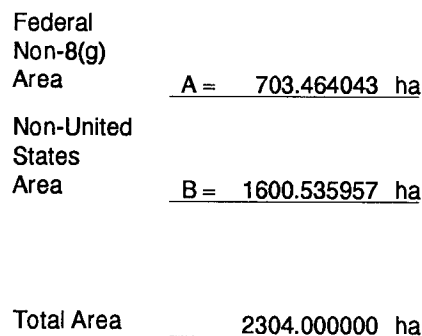 Federal
Non-8(g)
Area A = 703.464043 ha
Non-United
States
Area B = 1600.535957 ha
Total Area 2304.000000 ha